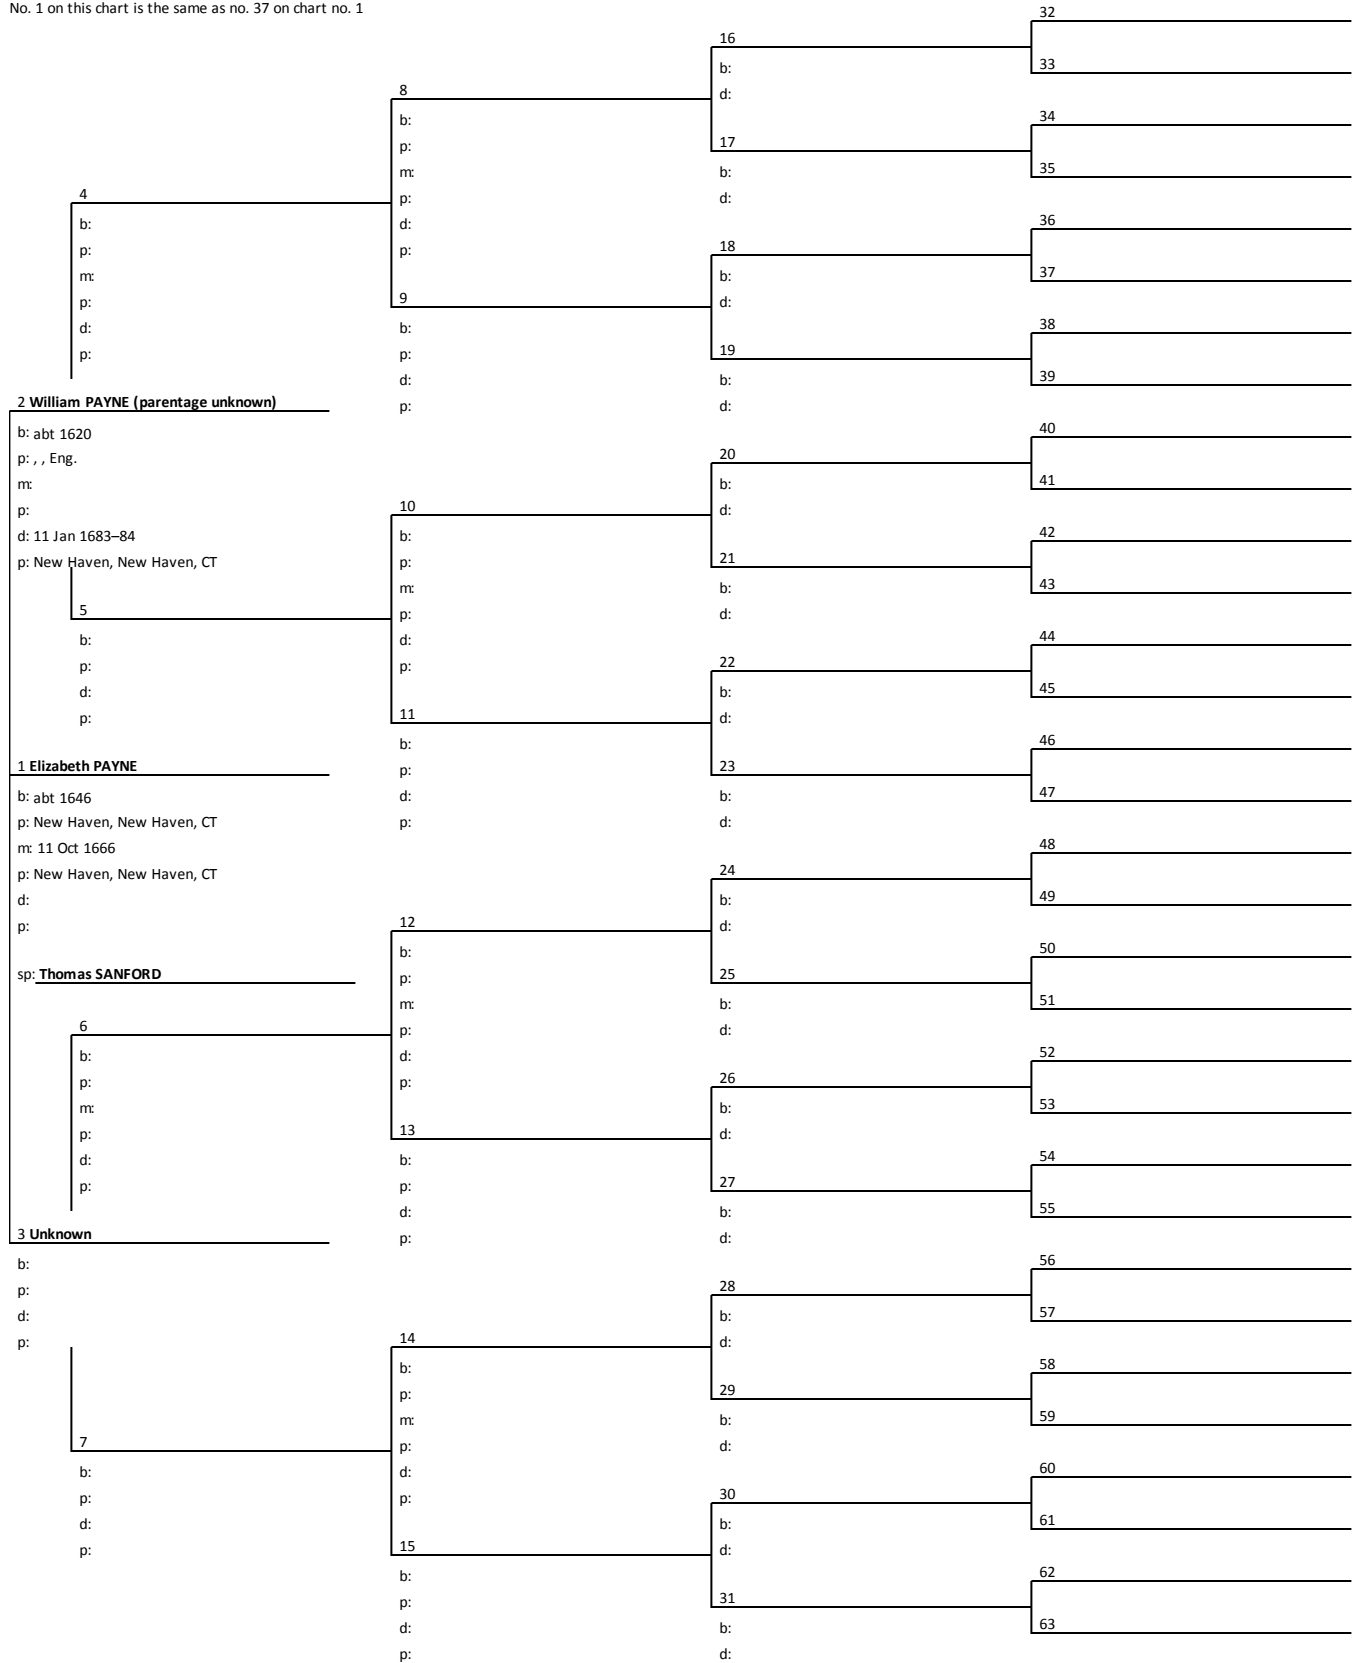 No. 1 on this chart is the same as no. 37 on chart no. 1
4
b:
p:
m:
p:
d:
p:
2 William PAYNE (parentage unknown)
b: abt 1620
p: , , Eng.
m:
p:
d: 11 Jan 1683–84
p: New Haven, New Haven, CT
5
b:
p:
d:
p:
1 Elizabeth PAYNE
b: abt 1646
p: New Haven, New Haven, CT
m: 11 Oct 1666
p: New Haven, New Haven, CT
d:
p:
sp: Thomas SANFORD
6
b:
p:
m:
p:
d:
p:
3 Unknown
b:
p:
d:
p:
7
b:
p:
d:
p:
8
b:
p:
m:
p:
d:
p:
9
b:
p:
d:
p:
10
b:
p:
m:
p:
d:
p:
11
b:
p:
d:
p:
12
b:
p:
m:
p:
d:
p:
13
b:
p:
d:
p:
14
b:
p:
m:
p:
d:
p:
15
b:
p:
d:
p:
16
b:
d:
17
b:
d:
18
b:
d:
19
b:
d:
20
b:
d:
21
b:
d:
22
b:
d:
23
b:
d:
24
b:
d:
25
b:
d:
26
b:
d:
27
b:
d:
28
b:
d:
29
b:
d:
30
b:
d:
31
b:
d:
32
33
34
35
36
37
38
39
40
41
42
43
44
45
46
47
48
49
50
51
52
53
54
55
56
57
58
59
60
61
62
63